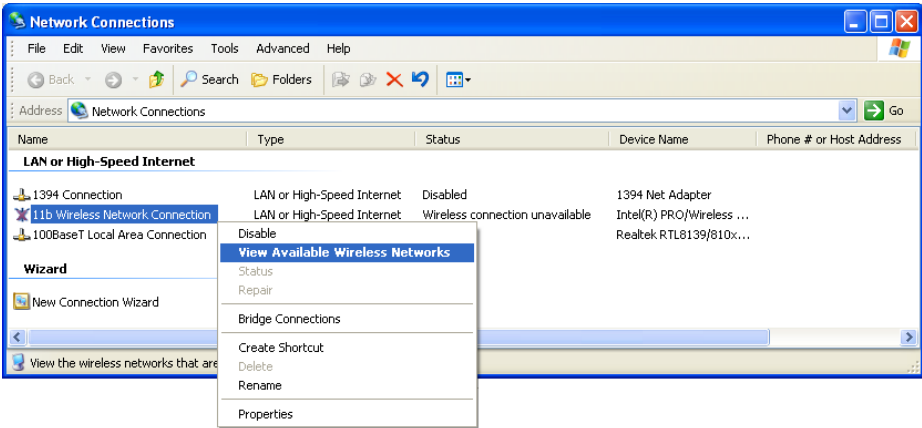 Network Connections
File Edit View Favorites Tools Advanced Help
Back Search Folders
Address Network Connections Go
Name Type Status Device Name Phone # or Host Address
LAN or High-Speed Internet
1394 Connection LAN or High-Speed Internet Disabled 1394 Net Adapter
11b Wireless Network Connection LAN or High-Speed Internet Wireless connection unavailable Intel(R) PRO/Wireless ...
100BaseT Local Area Connection Realtek RTL8139/810x...
Disable
View Available Wireless Networks
Wizard
Status
Repair
New Connection Wizard
Bridge Connections
Create Shortcut
View the wireless networks that are
Delete
Rename
Properties